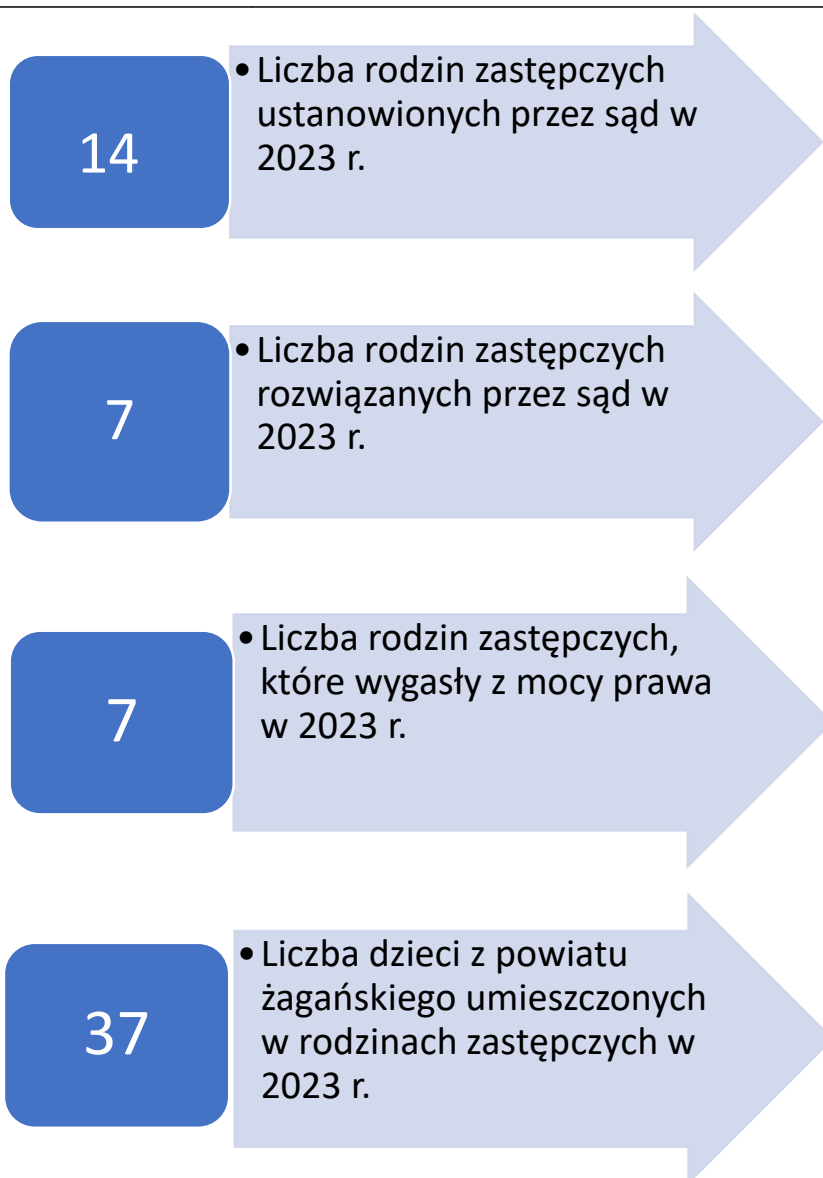 14
• Liczba rodzin zastępczych
ustanowionych przez sąd w
2023 r.
7
• Liczba rodzin zastępczych
rozwiązanych przez sąd w
2023 r.
7
• Liczba rodzin zastępczych,
które wygasły z mocy prawa
w 2023 r.
37
• Liczba dzieci z powiatu
żagańskiego umieszczonych
w rodzinach zastępczych w
2023 r.